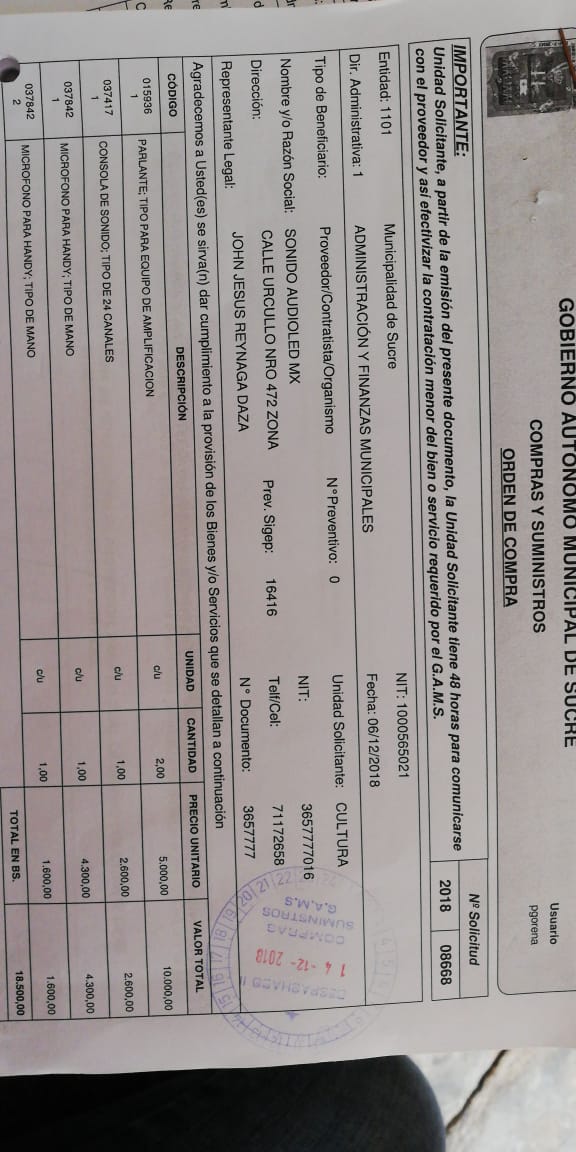 GOBIERNO AUTONOMO MUNICIPAL DE SUCRE
COMPRAS Y SUMINISTROS
ORDEN DE COMPRA
Usuario
pgorena
IMPORTANTE:
Unidad Solicitante, a partir de la emisión del presente documento, la Unidad Solicitante tiene 48 horas para comunicarse
con el proveedor y asi efectivizar la contratación menor del bien o servicio requerido por el G.A.M.S.
Nº Solicitud
2018 08668
NIT: 1000565021
Entidad: 1101 Municipalidad de Sucre
Dir. Administrativa: 1 ADMINISTRACIÓN Y FINANZAS MUNICIPALES Fecha: 06/12/2018
Tipo de Beneficiario: Proveedor/Contratista/Organismo N°Preventivo: 0 Unidad Solicitante: CULTURA
Nombre y/o Razón Social: SONIDO AUDIOLED MX NIT: 3657777016
Dirección: CALLE URCULLO NRO 472 ZONA Prev. Sigep: 16416 Telf/Cel: 71172658
Representante Legal: JOHN JESUS REYNAGA DAZA N° Documento: 3657777
Agradecemos a Usted(es) se sirva(n) dar cumplimiento a la provisión de los Bienes y/o Servicios que se detallan a continuación
CÓDIGO DESCRIPCIÓN UNIDAD CANTIDAD PRECIO UNITARIO VALOR TOTAL
015936 1 PARLANTE; TIPO PARA EQUIPO DE AMPLIFICACION c/u 2,00 5.000,00 10.000,00
037417 1 CONSOLA DE SONIDO; TIPO DE 24 CANALES c/u 1,00 2.600,00 2.600,00
037842 1 MICROFONO PARA HANDY; TIPO DE MANO c/u 1,00 4.300,00 4.300,00
037842 2 MICROFONO PARA HANDY; TIPO DE MANO c/u 1,00 1.600,00 1.600,00
TOTAL EN BS. 18.500,00
G.A.M.S
SUMINISTROS
COMPRAS
1 4 -12- 2018
DESPACHADO